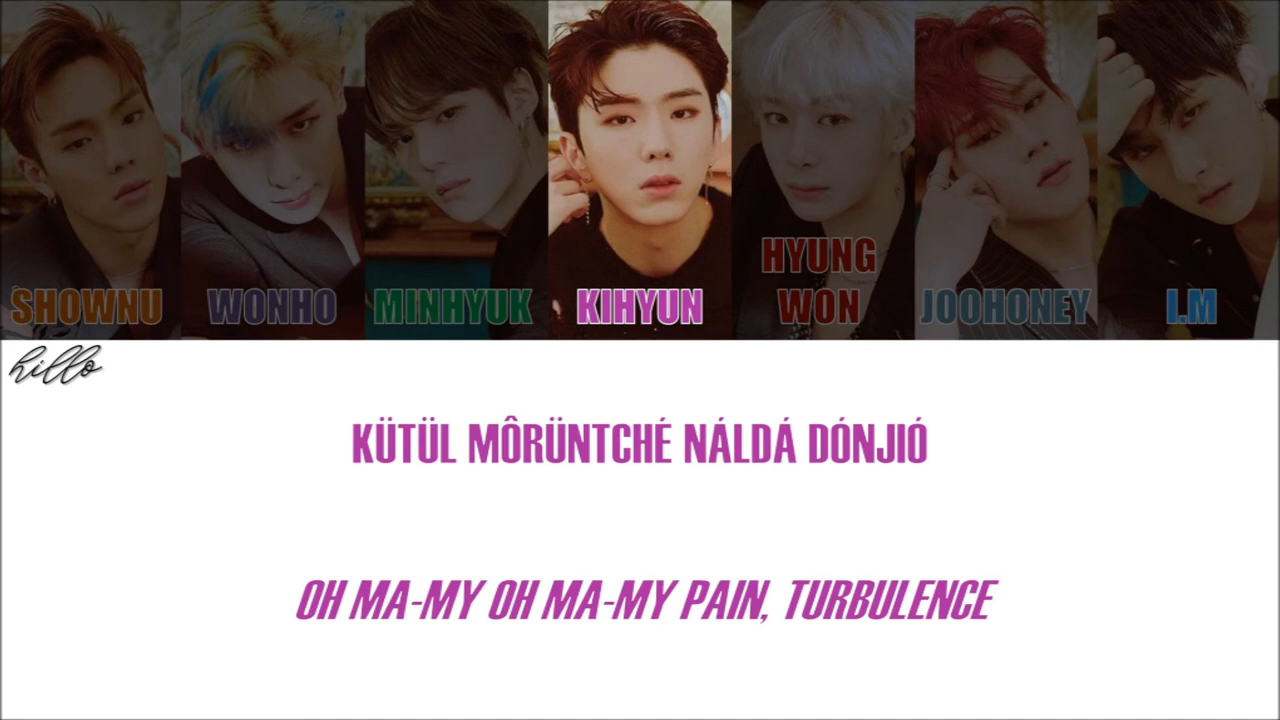 SHOWNU
WONHO
MINHYUK
KIHYUN
HYUNG
WON
JOOHONEY
I.M
hillo
KÜTÜL MÔRÜNTCHÉ NÁLDÁ DÓNJIÓ
OH MA-MY OH MA-MY PAIN, TURBULENCE